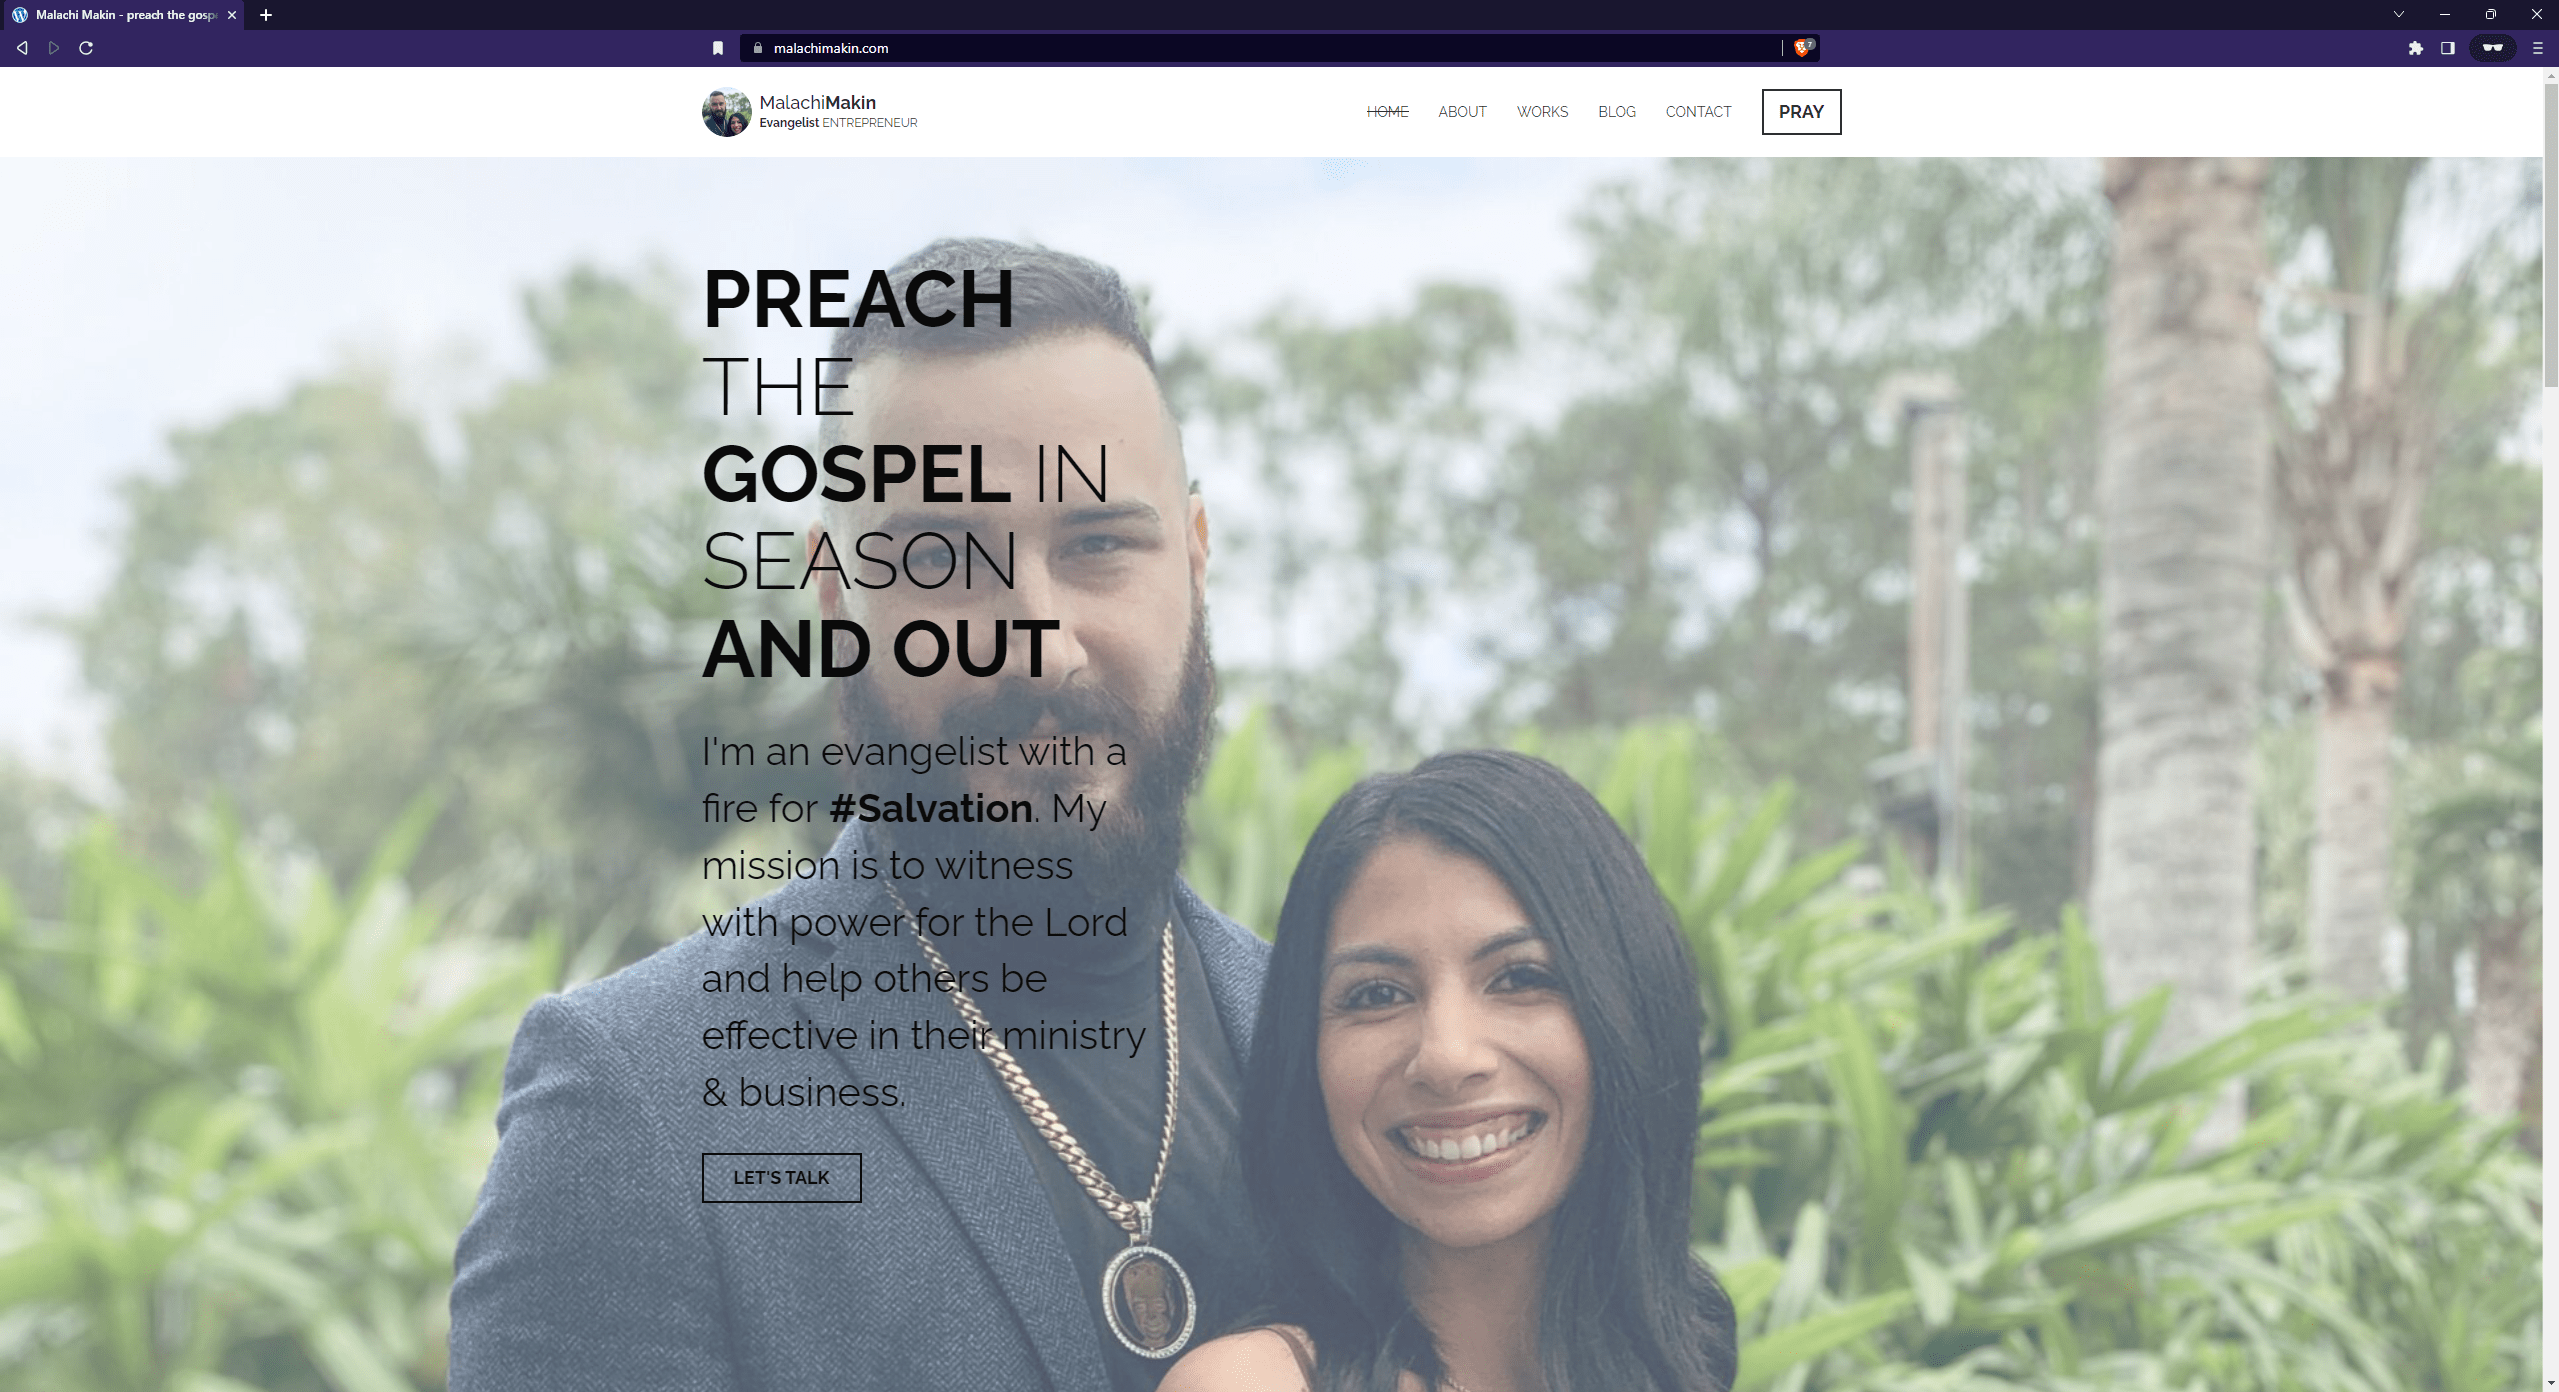 Malachi Makin - preach the gosp
malachimakin.com
7
MalachiMakin
Evangelist ENTREPRENEUR
HOME
ABOUT
WORKS
BLOG
CONTACT
PRAY
PREACH
THE
GOSPEL IN
SEASON
AND OUT
I'm an evangelist with a
fire for #Salvation. My
mission is to witness
with power for the Lord
and help others be
effective in their ministry
& business.
LET'S TALK